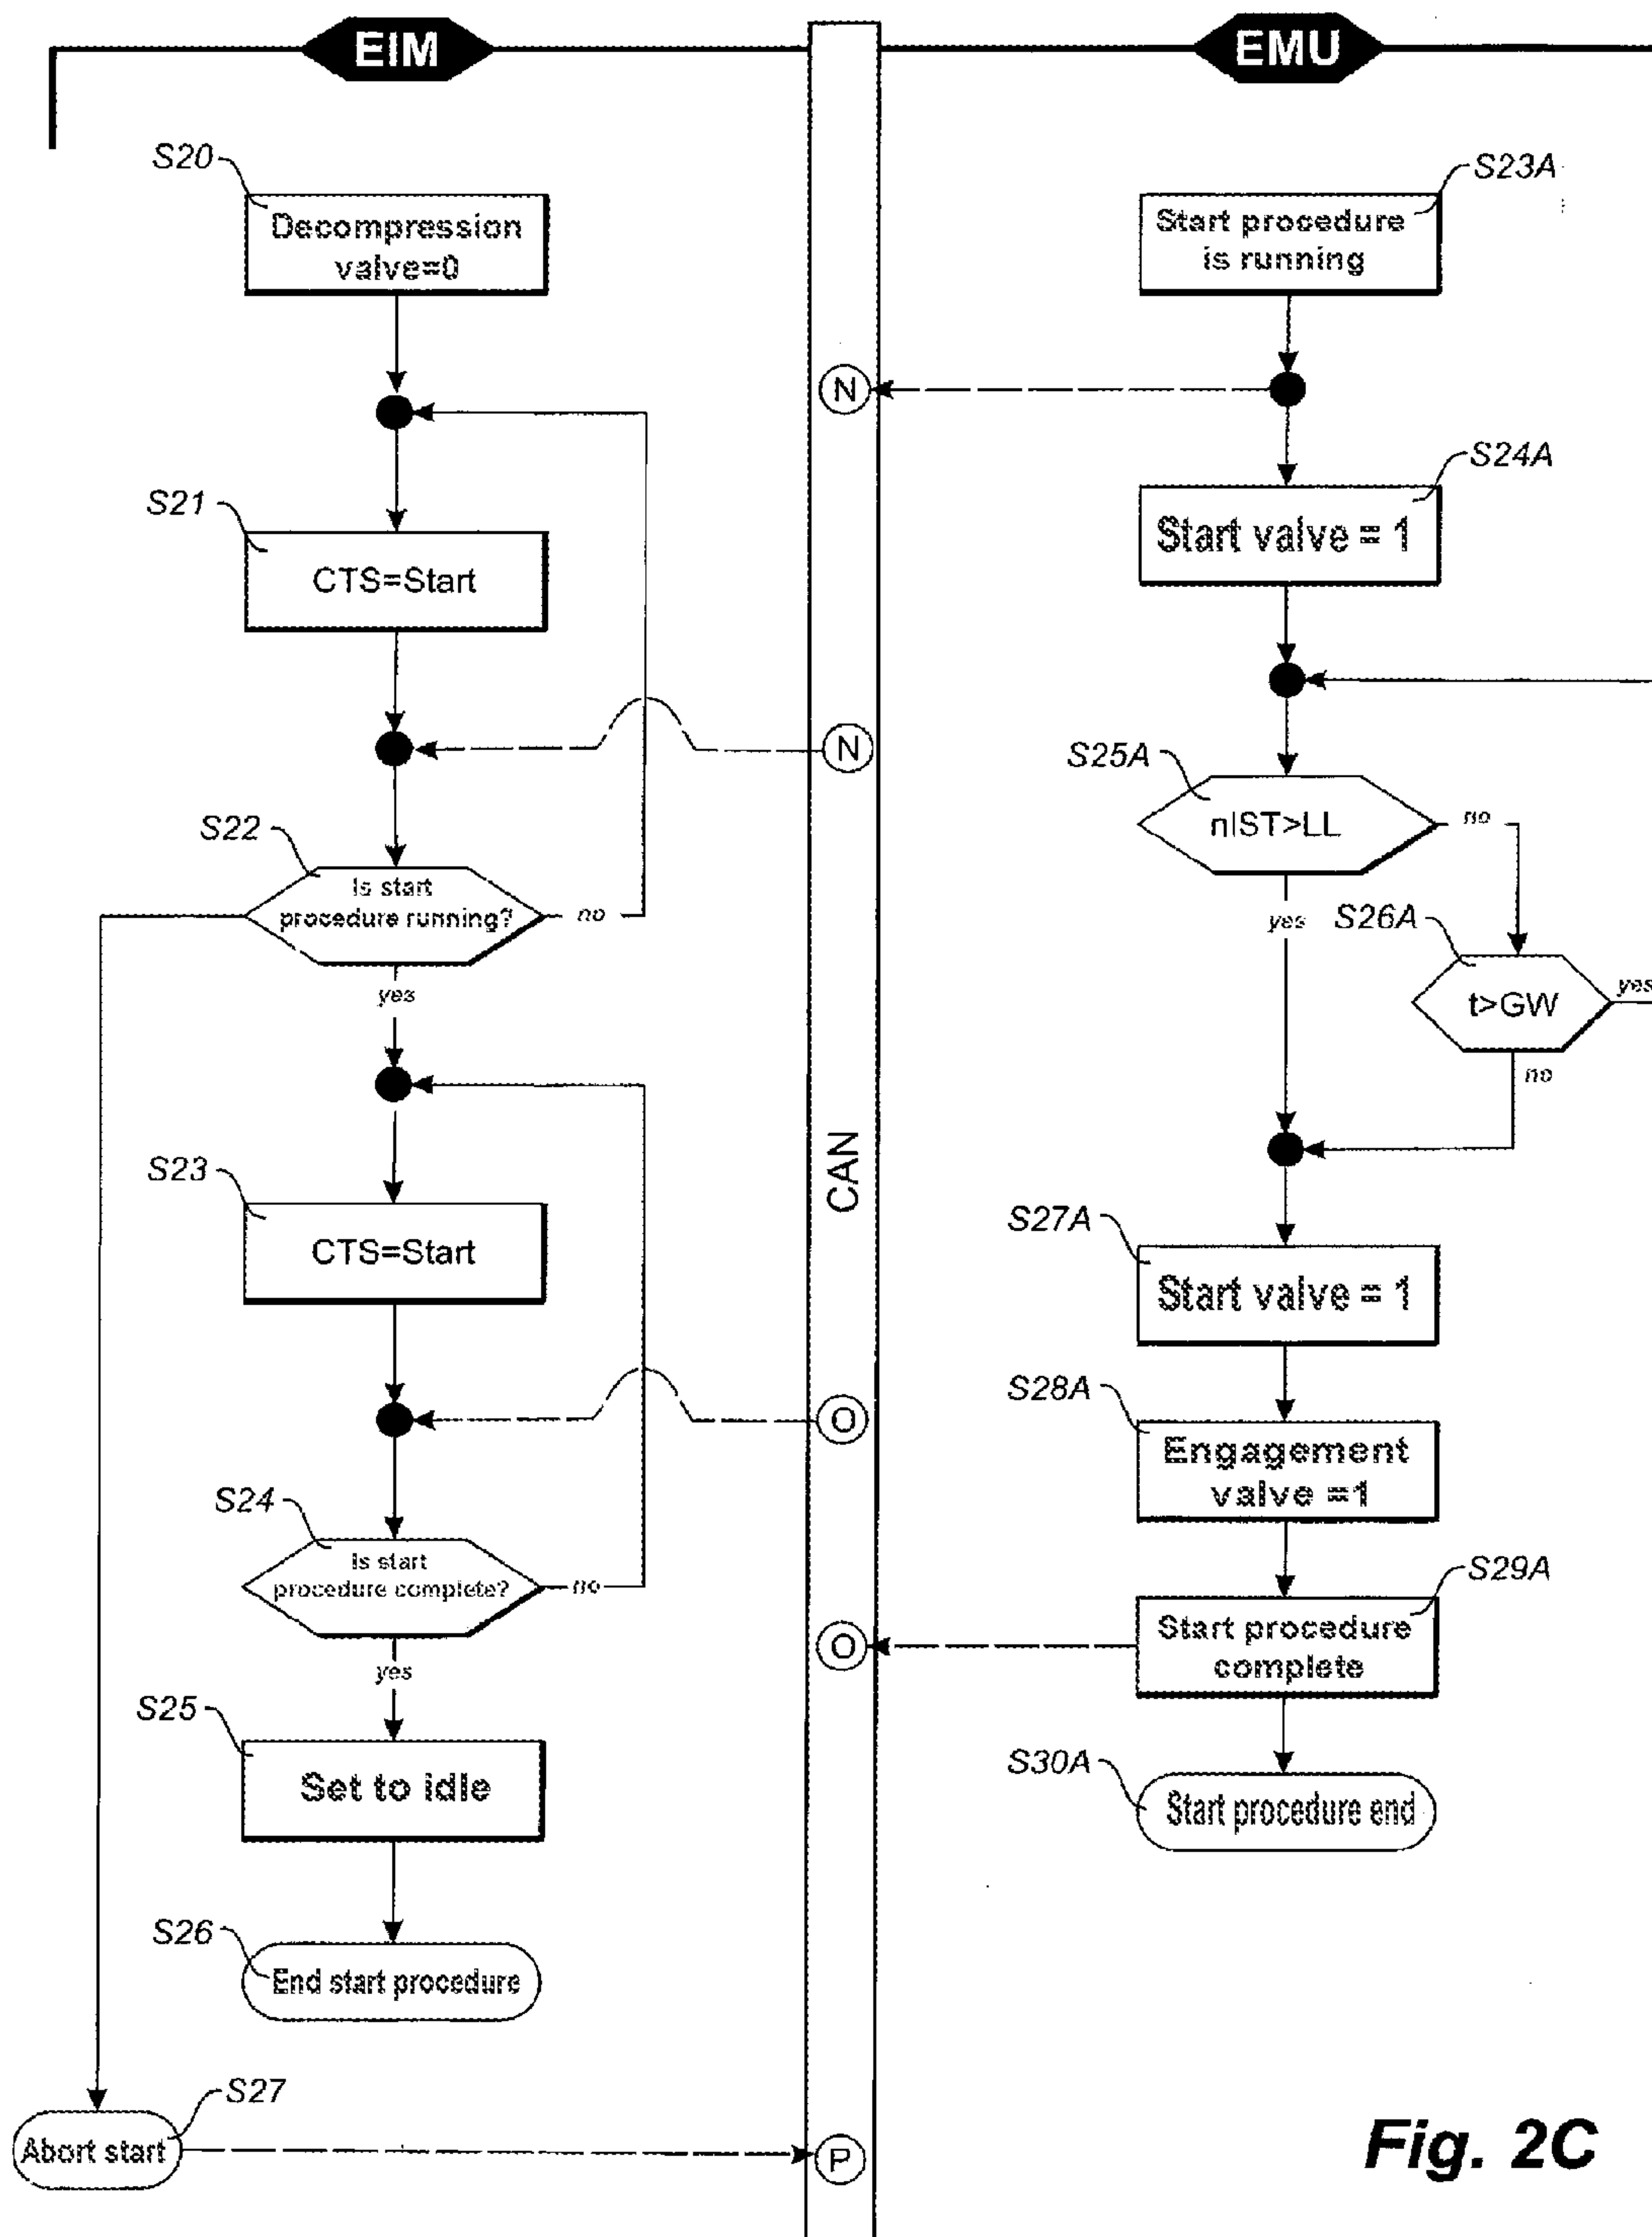 EIM
EMU
S20
Decompression
valve=0
S21
CTS=Start
S22
Is start
procedure running?
no
yes
S23
CTS=Start
S24
Is start
procedure complete?
no
yes
S25
Set to idle
S26
End start procedure
S27
Abort start
N
N
CAN
O
O
P
S23A
Start procedure
is running
S24A
Start valve = 1
S25A
nIST>LL
no
yes
S26A
t>GW
yes
no
S27A
Start valve = 1
S28A
Engagement
valve =1
S29A
Start procedure
complete
S30A
Start procedure end
Fig. 2C